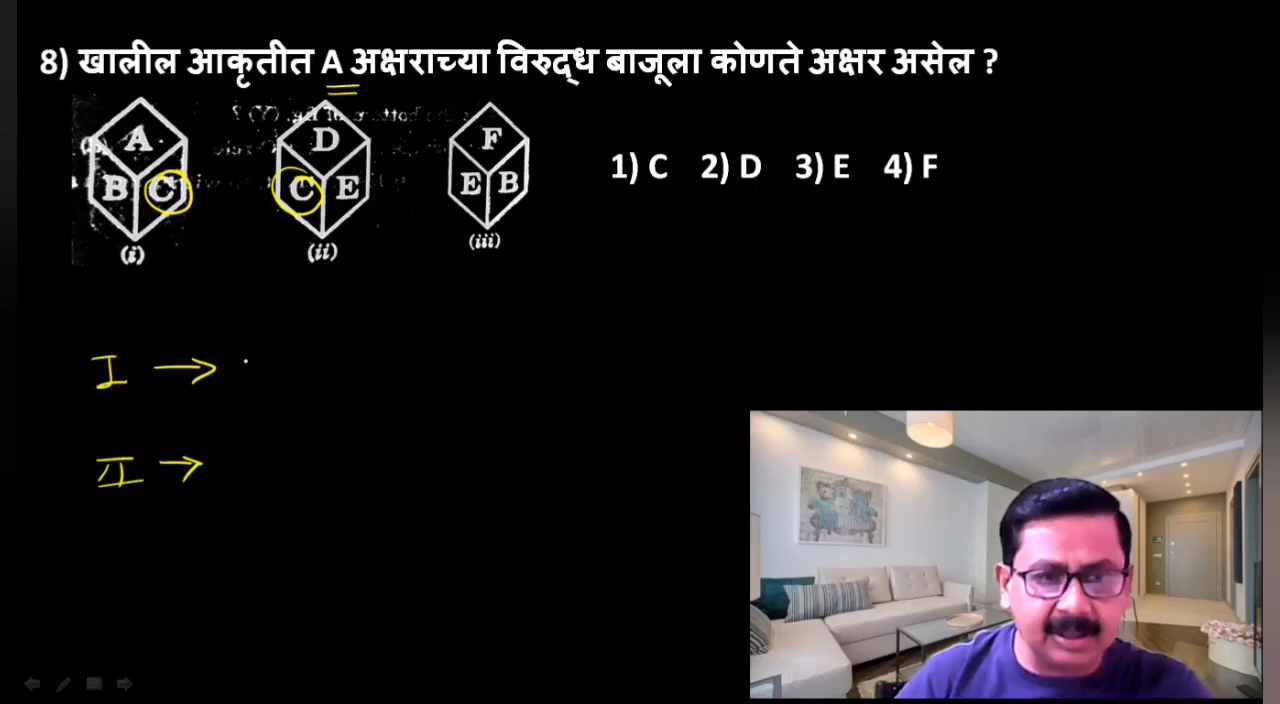 8) खालील आकृतीत A अक्षराच्या विरुद्ध बाजूला कोणते अक्षर असेल ?
A
B C
(i)
D
C E
(ii)
F
E B
(iii)
1) C 2) D 3) E 4) F
I →
II →